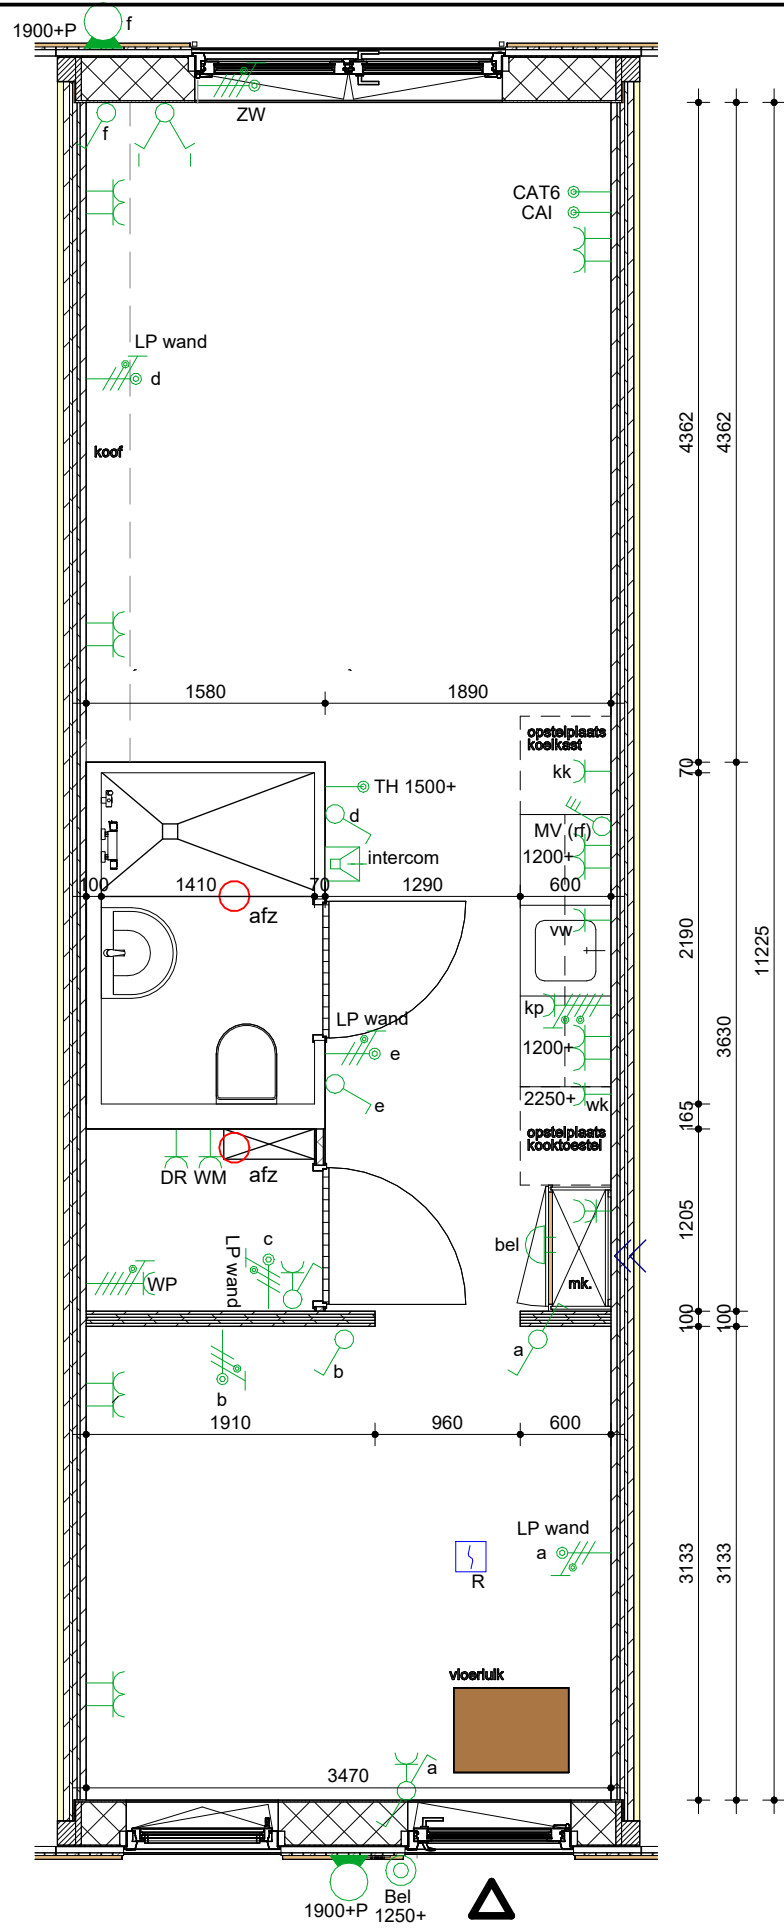 1900+P
f
ZW
f
CAT6
CAI
LP wand
d
koof
4362
4362
1580
1890
opstelplaats
koelkast
kk
70
TH 1500+
d
MV (rf)
1200+
intercom
100
1410
70
1290
600
afz
vw
2190
11225
kp
LP wand
e
1200+
3630
e
2250+
wk
165
opstelplaats
kooktoestel
DR
WM
afz
1205
bel
LP wand
c
WP
mk.
100
100
a
b
b
1910
960
600
LP wand
a
R
3133
3133
vloerluik
a
3470
1900+P
Bel
1250+